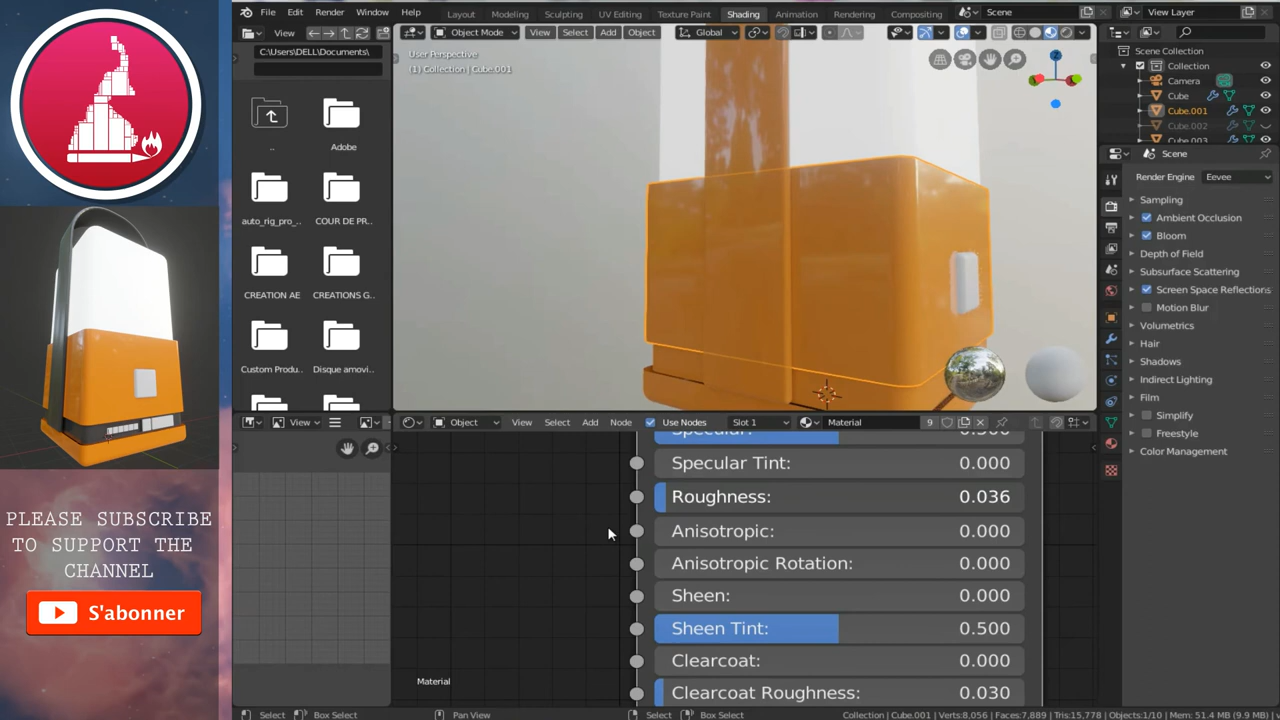 File Edit Render Window Help
Layout Modeling Sculpting UV Editing Texture Paint Shading Animation Rendering Compositing
Scene
View Layer
View
Object Mode
View Select Add Object
Global
C:\Users\DELL\Documents\
User Perspective
(1) Collection | Cube.001
..
Adobe
auto_rig_pro_..
COUR DE PR..
CREATION AE
CREATIONS G..
Custom Produ..
Disque amovi..
Scene Collection
Collection
Camera
Cube
Cube.001
Cube.002
Cube.003
Scene
Render Engine
Eevee
Sampling
Ambient Occlusion
Bloom
Depth of Field
Subsurface Scattering
Screen Space Reflections
Motion Blur
Volumetrics
Hair
Shadows
Indirect Lighting
Film
Simplify
Freestyle
Color Management
View
Object
View Select Add Node
Use Nodes
Slot 1
Material
9
Specular: 0.500
Specular Tint: 0.000
Roughness: 0.036
Anisotropic: 0.000
Anisotropic Rotation: 0.000
Sheen: 0.000
Sheen Tint: 0.500
Clearcoat: 0.000
Clearcoat Roughness: 0.030
Material
PLEASE SUBSCRIBE
TO SUPPORT THE
CHANNEL
S'abonner
Select
Box Select
Pan View
Select
Box Select
Collection | Cube.001 | Verts:8,056 | Faces:7,889 | Tris:15,778 | Objects:1/10 | Mem: 51.4 MB (9.9 MB)